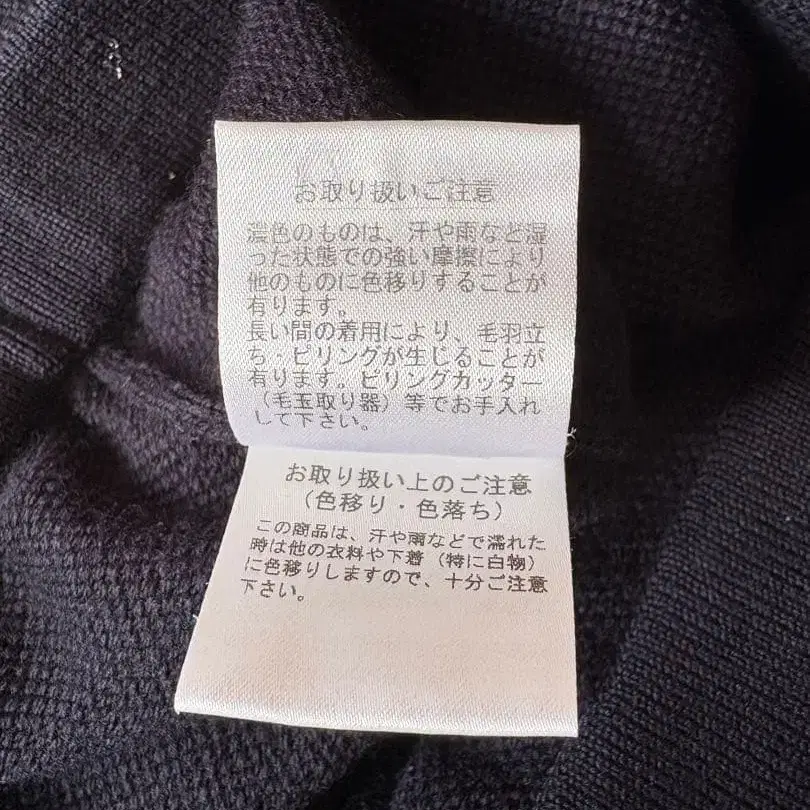 お取り扱いご注意
濃色のものは、汗や雨など湿
った状態での強い摩擦により
他のものに色移りすることが
有ります。
長い間の着用により、毛羽立
ち・ピリングが生じることが
有ります。ピリングカッター
（毛玉取り器）等でお手入れ
して下さい。
お取り扱い上のご注意
（色移り・色落ち）
この商品は、汗や雨などで濡れた
時は他の衣料や下着（特に白物）
に色移りしますので、十分ご注意
下さい。